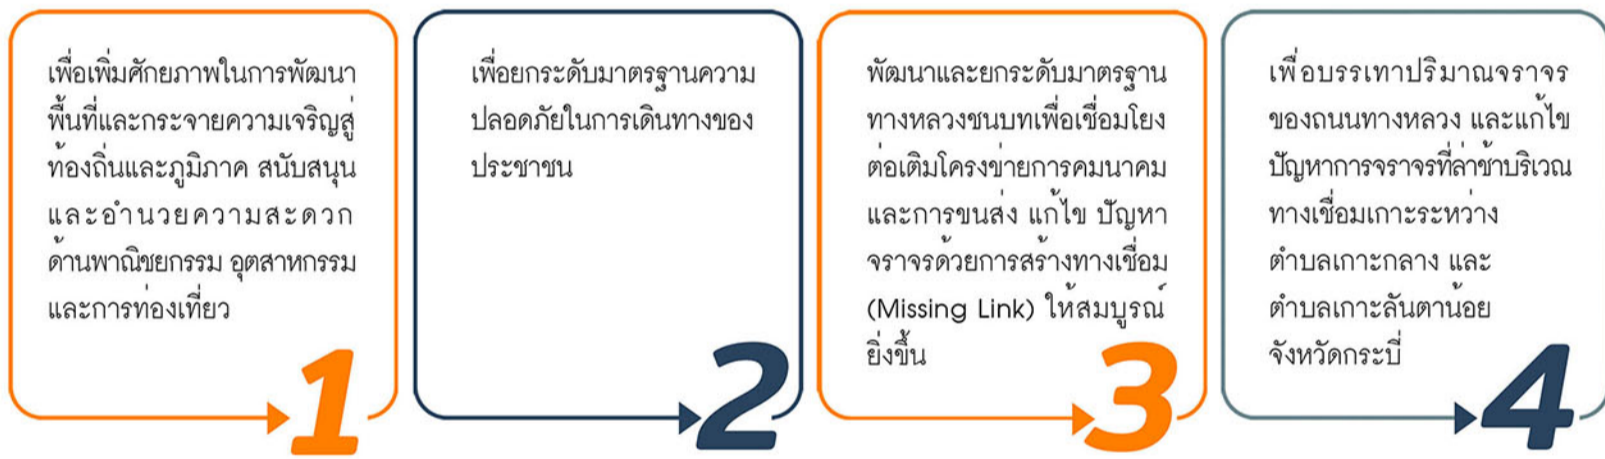 เพื่อเพิ่มศักยภาพในการพัฒนา
พื้นที่และกระจายความเจริญสู่
ท้องถิ่นและภูมิภาค สนับสนุน
และอำนวยความสะดวก
ด้านพาณิชยกรรม อุตสาหกรรม
และการท่องเที่ยว
1
เพื่อยกระดับมาตรฐานความ
ปลอดภัยในการเดินทางของ
ประชาชน
2
พัฒนาและยกระดับมาตรฐาน
ทางหลวงชนบทเพื่อเชื่อมโยง
ต่อเติมโครงข่ายการคมนาคม
และการขนส่ง แก้ไข ปัญหา
จราจรด้วยการสร้างทางเชื่อม
(Missing Link) ให้สมบูรณ์
ยิ่งขึ้น
3
เพื่อบรรเทาปริมาณจราจร
ของถนนทางหลวง และแก้ไข
ปัญหาการจราจรที่ล่าช้าบริเวณ
ทางเชื่อมเกาะระหว่าง
ตำบลเกาะกลาง และ
ตำบลเกาะลันตาน้อย
จังหวัดกระบี่
4